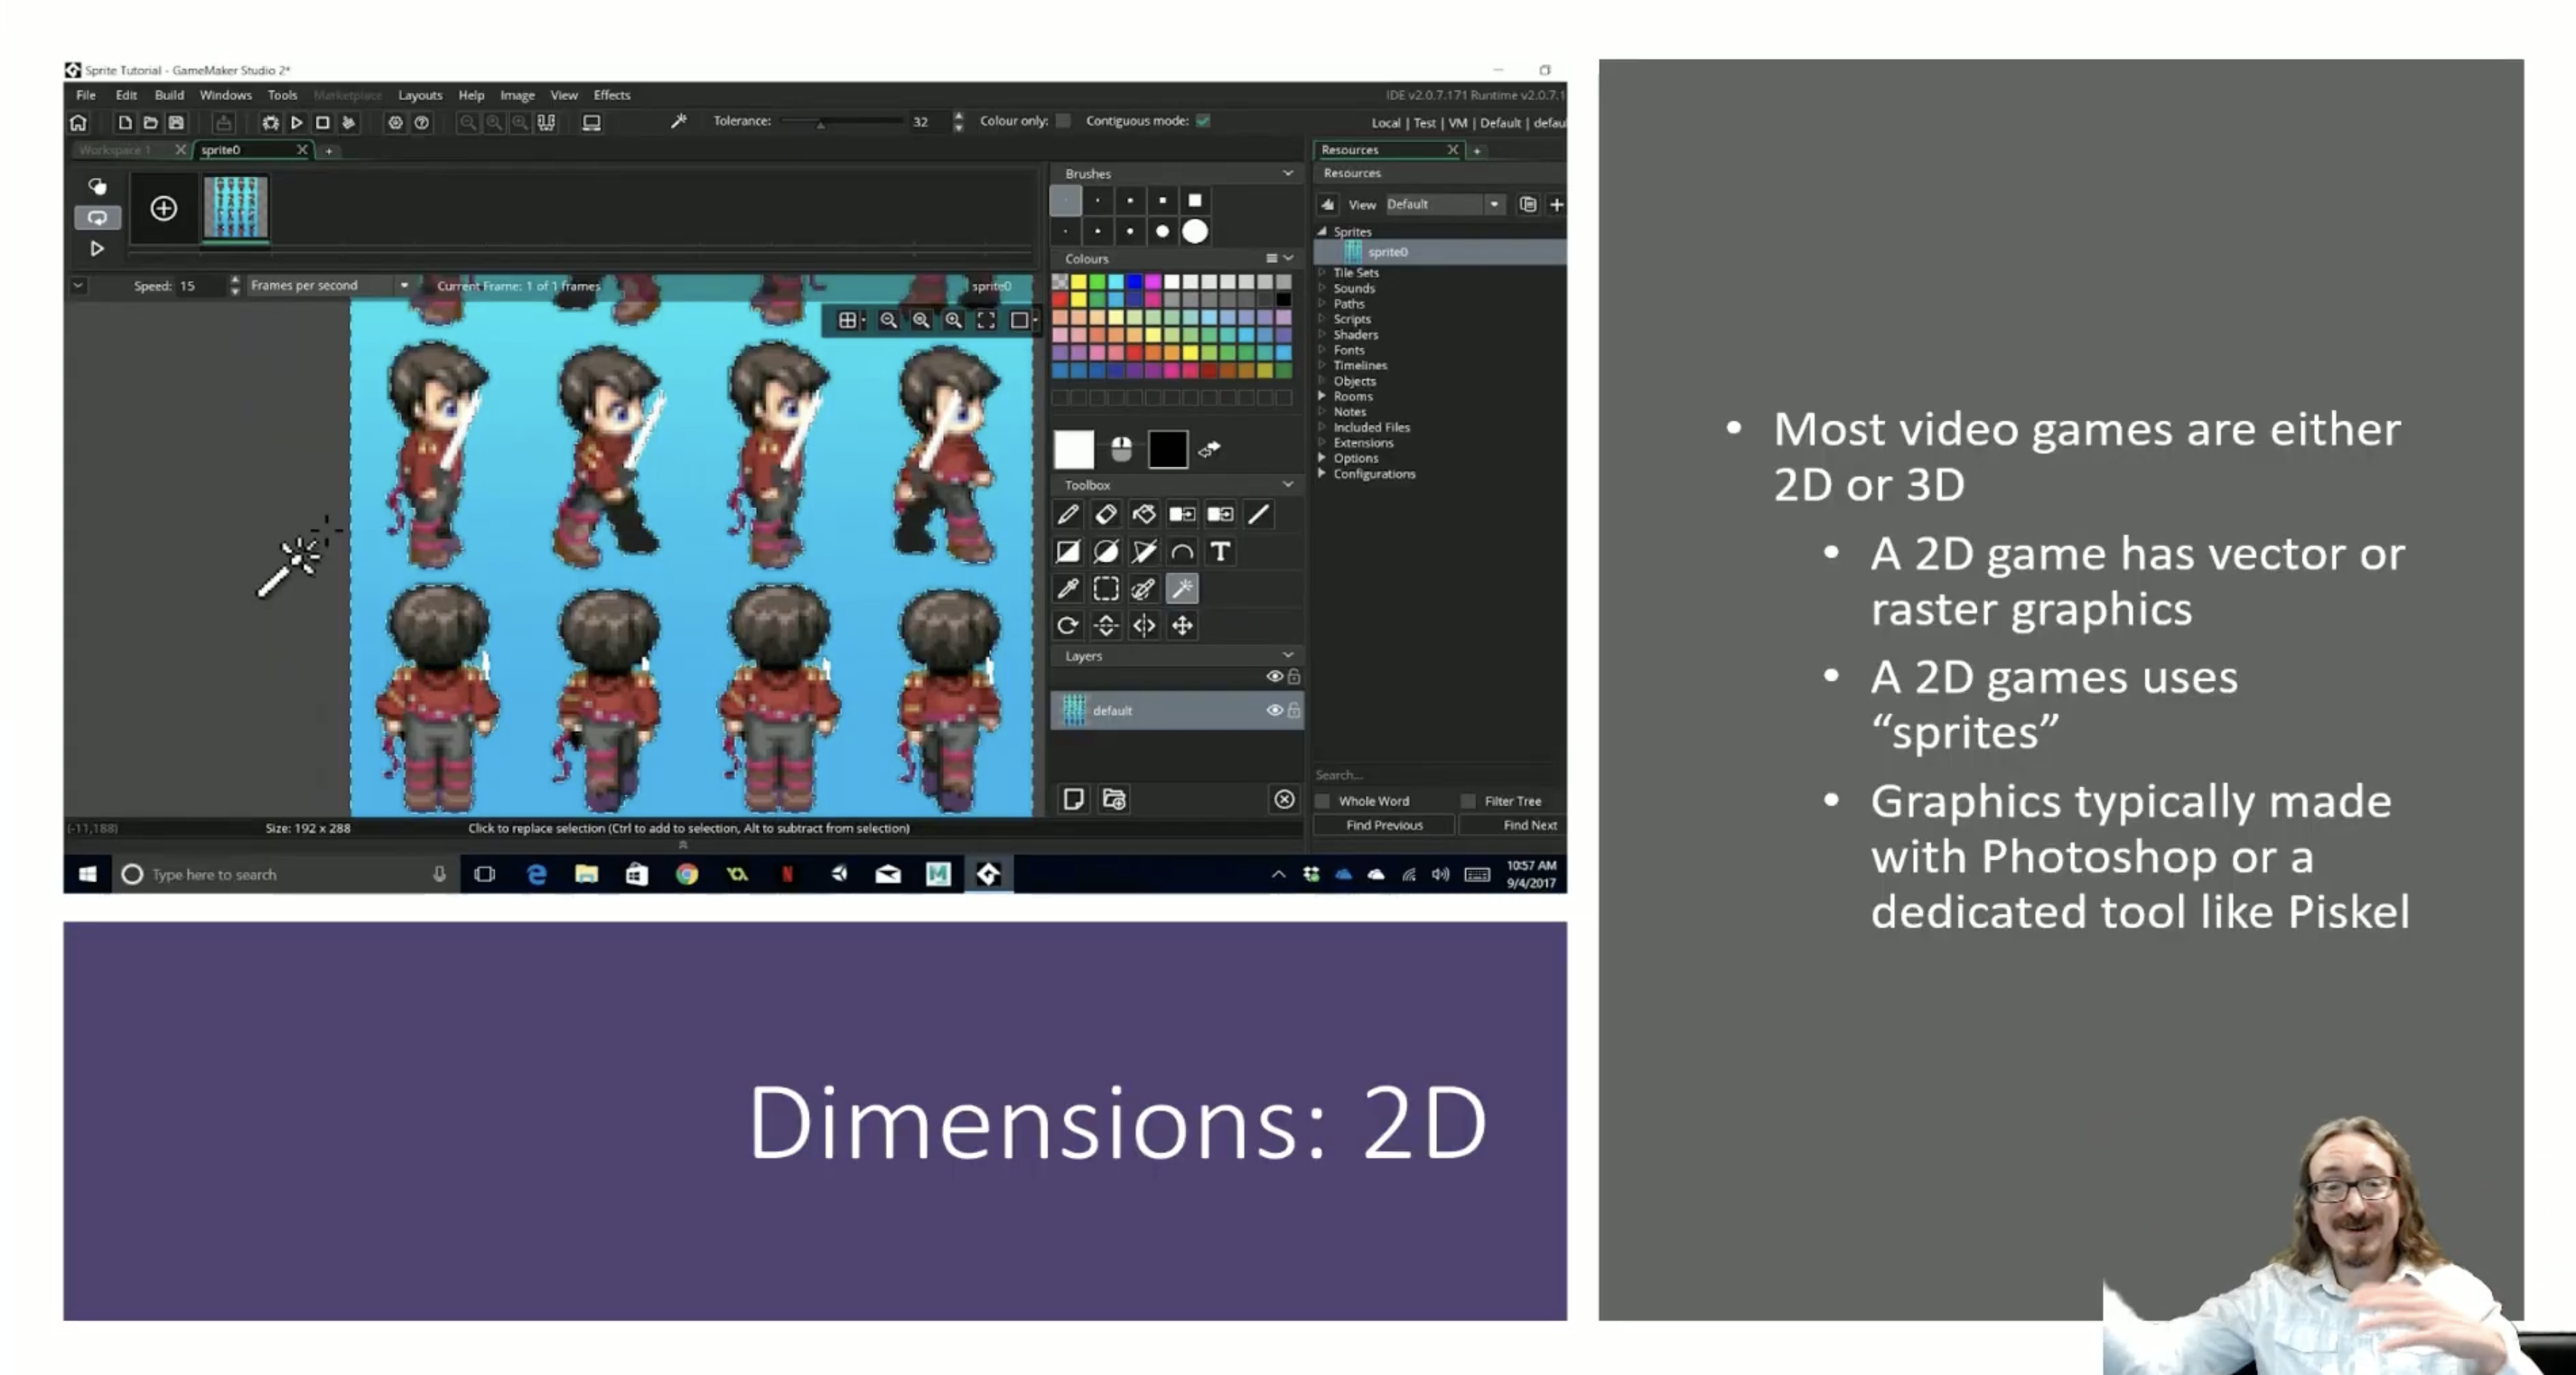 Sprite Tutorial - GameMaker Studio 2*
File Edit Build Windows Tools Marketplace Layouts Help Image View Effects
IDE v2.0.7.171 Runtime v2.0.7.1
Tolerance: 32 Colour only: Contiguous mode:
Local | Test | VM | Default | defau
Workspace 1 sprite0
Resources
Brushes
Resources
View Default
Sprites
sprite0
Colours
Tile Sets
Speed: 15 Frames per second Current Frame: 1 of 1 frames sprite0
Sounds
Paths
Scripts
Shaders
Fonts
Timelines
Objects
Rooms
Notes
Included Files
Extensions
Options
Configurations
Toolbox
T
Layers
default
Search...
Whole Word Filter Tree
Find Previous Find Next
(-11,188) Size: 192 x 288 Click to replace selection (Ctrl to add to selection, Alt to subtract from selection)
Type here to search
10:57 AM
9/4/2017
Dimensions: 2D
• Most video games are either
2D or 3D
• A 2D game has vector or
raster graphics
• A 2D games uses
“sprites”
• Graphics typically made
with Photoshop or a
dedicated tool like Piskel